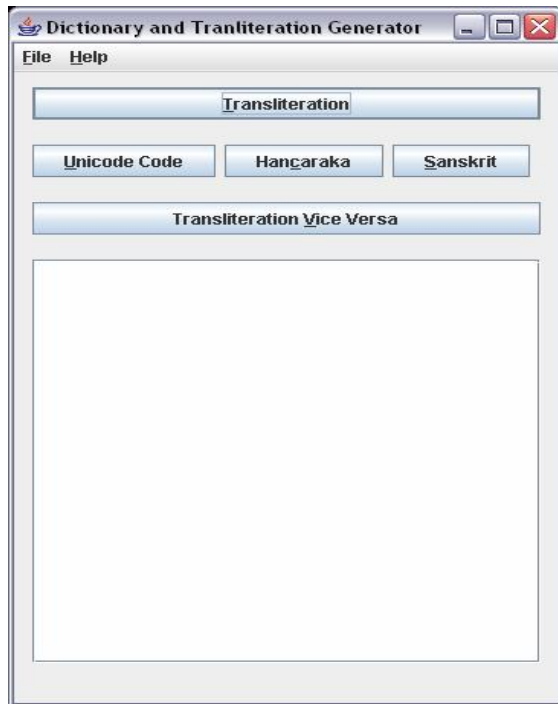 Dictionary and Tranliteration Generator
File Help
Transliteration
Unicode Code Hancaraka Sanskrit
Transliteration Vice Versa